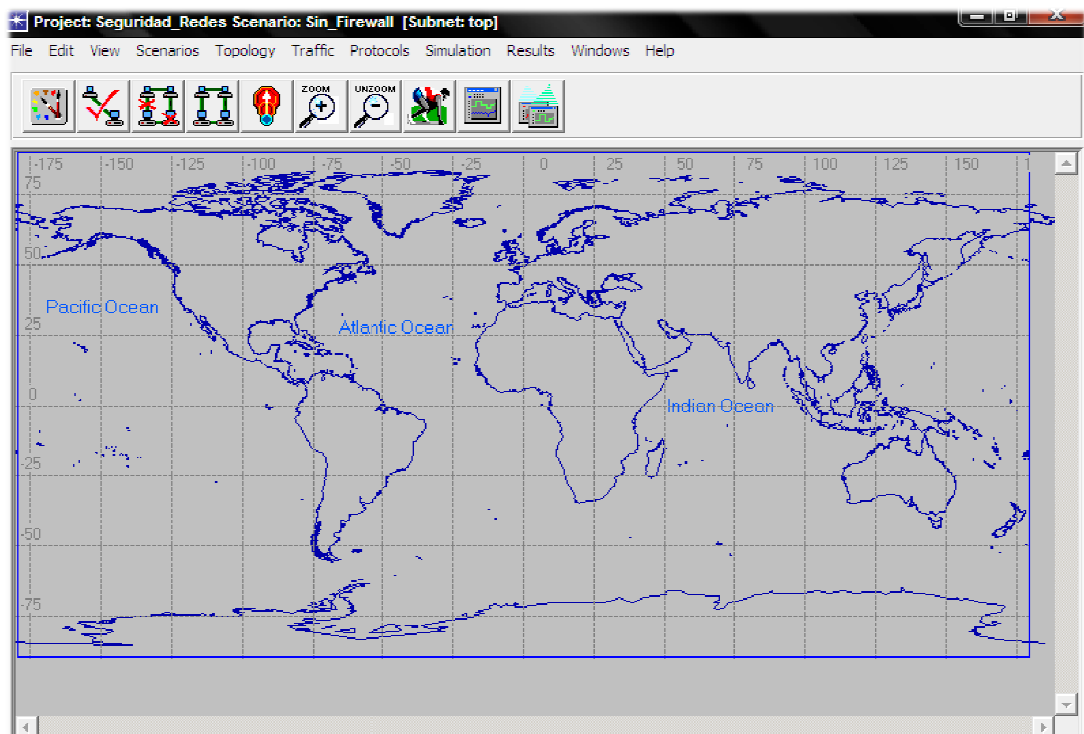 Project: Seguridad_Redes Scenario: Sin_Firewall [Subnet: top]
File Edit View Scenarios Topology Traffic Protocols Simulation Results Windows Help
ZOOM UNZOOM
-175 -150 -125 -100 -75 -50 -25 0 25 50 75 100 125 150 1
75
50
Pacific Ocean
25
Atlantic Ocean
0
Indian Ocean
-25
-50
-75